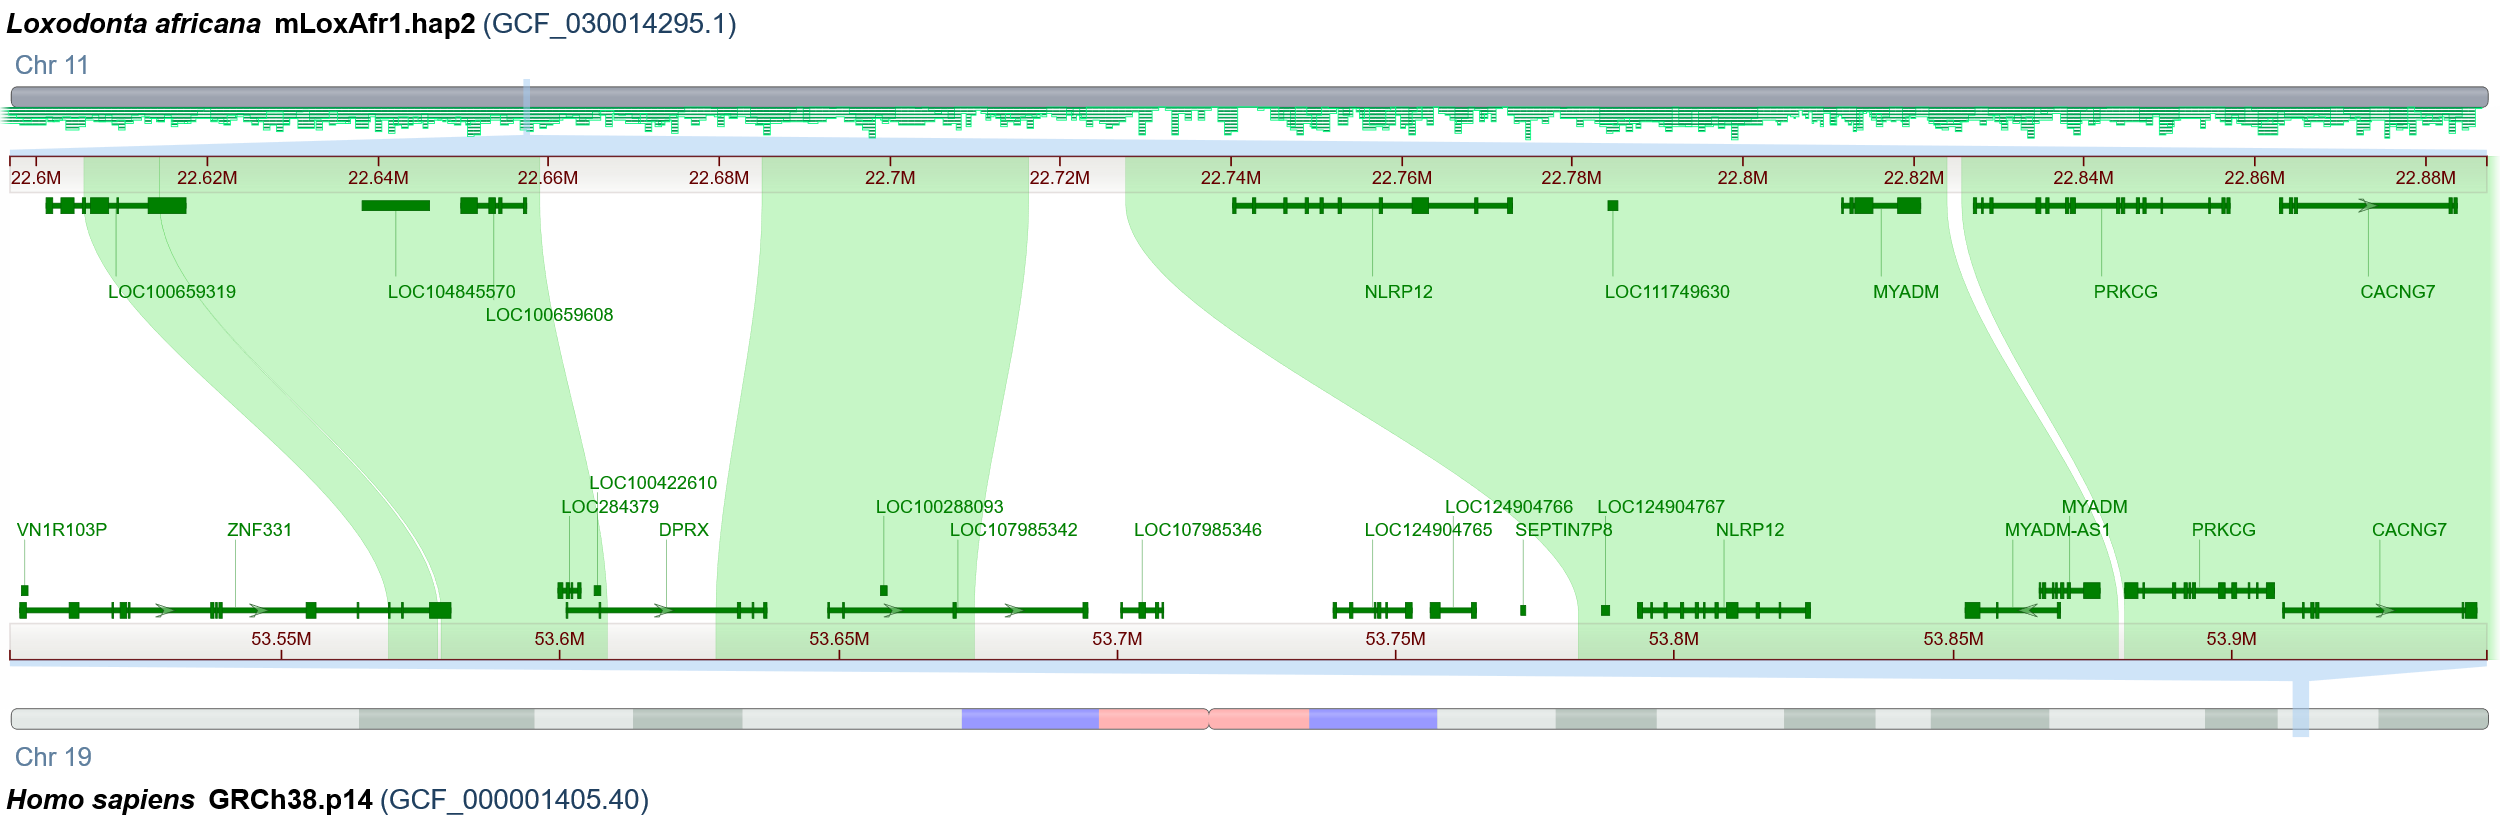 Loxodonta africana mLoxAfr1.hap2 (GCF_030014295.1)
Chr 11
22.6M 22.62M 22.64M 22.66M 22.68M 22.7M 22.72M 22.74M 22.76M 22.78M 22.8M 22.82M 22.84M 22.86M 22.88M
LOC100659319 LOC104845570 NLRP12 LOC111749630 MYADM PRKCG CACNG7
LOC100659608
LOC100422610
LOC284379 LOC100288093 LOC124904766 LOC124904767 MYADM
VN1R103P ZNF331 DPRX LOC107985342 LOC107985346 LOC124904765 SEPTIN7P8 NLRP12 MYADM-AS1 PRKCG CACNG7
53.55M 53.6M 53.65M 53.7M 53.75M 53.8M 53.85M 53.9M
Chr 19
Homo sapiens GRCh38.p14 (GCF_000001405.40)